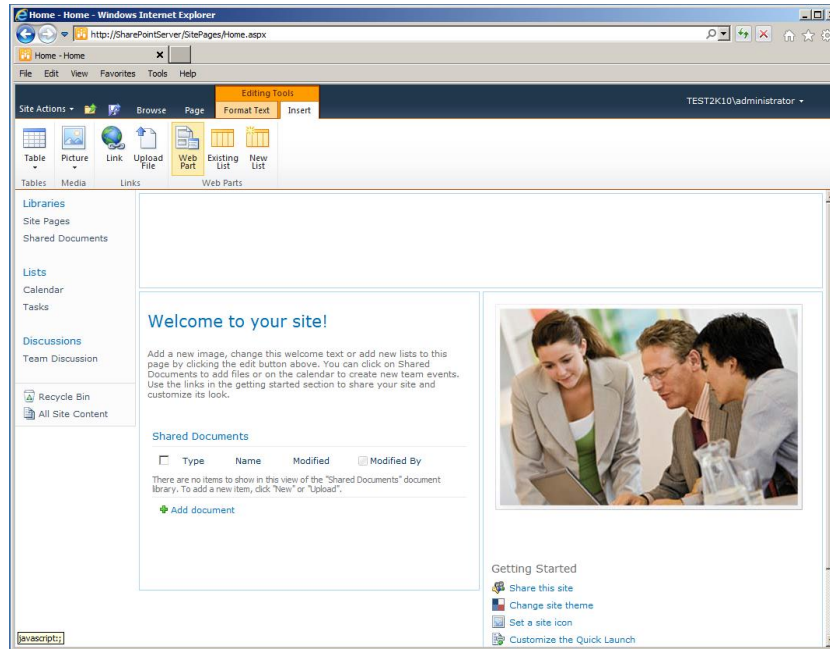 Home - Home - Windows Internet Explorer
http://SharePointServer/SitePages/Home.aspx
Home - Home
File Edit View Favorites Tools Help
Editing Tools
Site Actions Browse Page Format Text Insert
TEST2K10\administrator
Table Picture Link Upload File Web Part Existing List New List
Tables Media Links Web Parts
Libraries
Site Pages
Shared Documents
Lists
Calendar
Tasks
Discussions
Team Discussion
Recycle Bin
All Site Content
Welcome to your site!
Add a new image, change this welcome text or add new lists to this
page by clicking the edit button above. You can click on Shared
Documents to add files or on the calendar to create new team events.
Use the links in the getting started section to share your site and
customize its look.
Shared Documents
Type Name Modified Modified By
There are no items to show in this view of the "Shared Documents" document
library. To add a new item, click "New" or "Upload".
Add document
Getting Started
Share this site
Change site theme
Set a site icon
Customize the Quick Launch
javascript:;